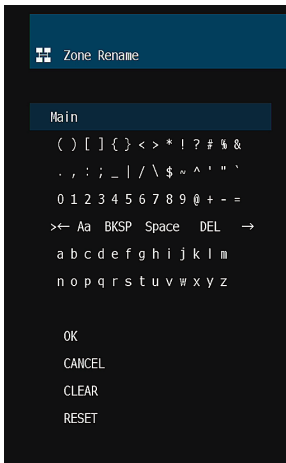 Zone Rename
Main
( ) [ ] { } < > * ! ? # % &
. , : ; _ | / \ $ ~ ^ ' " `
0 1 2 3 4 5 6 7 8 9 @ + - =
>← Aa BKSP Space DEL →
a b c d e f g h i j k l m
n o p q r s t u v w x y z
OK
CANCEL
CLEAR
RESET